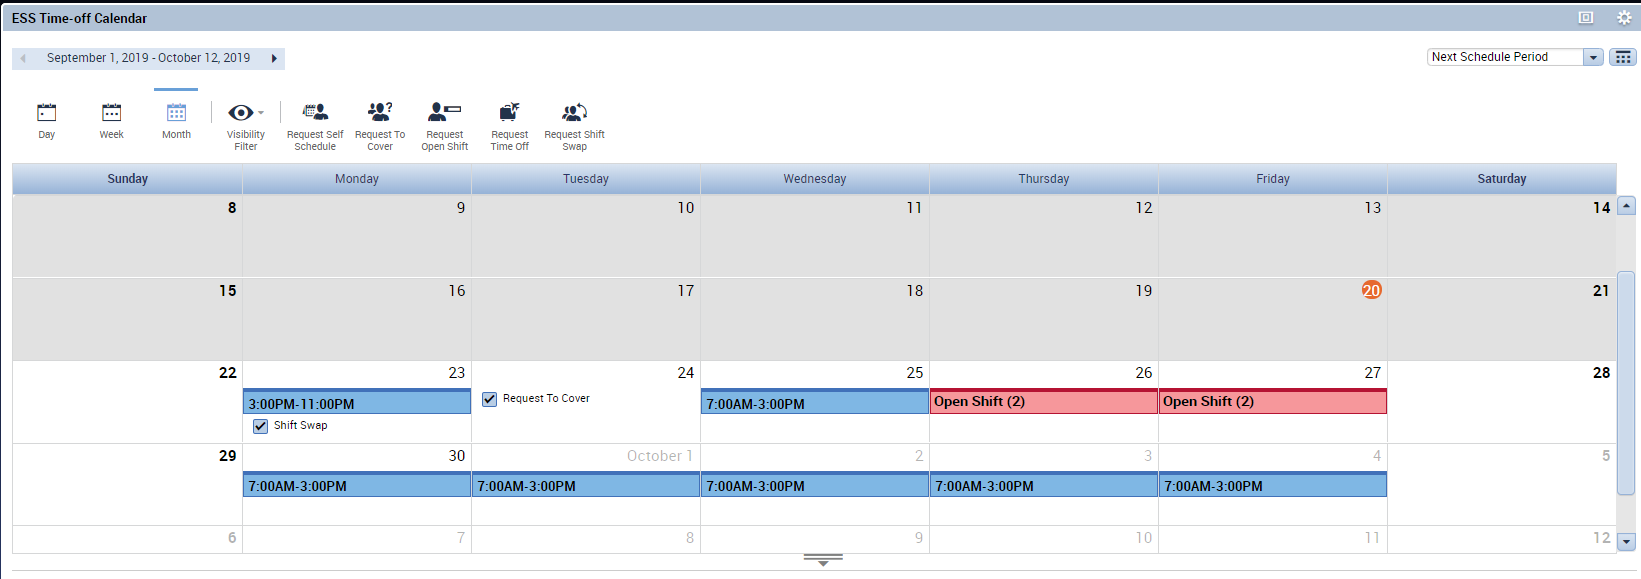 ESS Time-off Calendar
September 1, 2019 - October 12, 2019
Next Schedule Period
Day
Week
Month
Visibility
Filter
Request Self
Schedule
Request To
Cover
Request
Open Shift
Request
Time Off
Request Shift
Swap
Sunday Monday Tuesday Wednesday Thursday Friday Saturday
8 9 10 11 12 13 14
15 16 17 18 19 20 21
22 23 24 25 26 27 28
3:00PM-11:00PM Request To Cover 7:00AM-3:00PM Open Shift (2) Open Shift (2)
Shift Swap
29 30 October 1 2 3 4 5
7:00AM-3:00PM 7:00AM-3:00PM 7:00AM-3:00PM 7:00AM-3:00PM 7:00AM-3:00PM
6 7 8 9 10 11 12